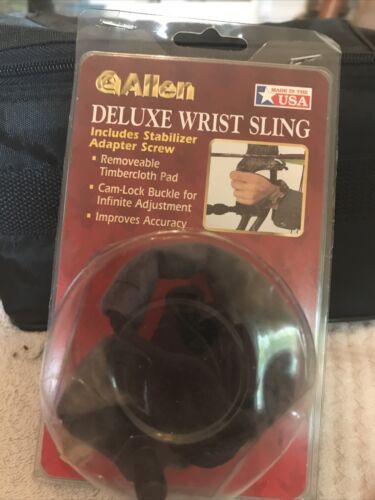 Allen
MADE IN THE
USA
DELUXE WRIST SLING
Includes Stabilizer
Adapter Screw
• Removeable
Timbercloth Pad
• Cam-Lock Buckle for
Infinite Adjustment
• Improves Accuracy